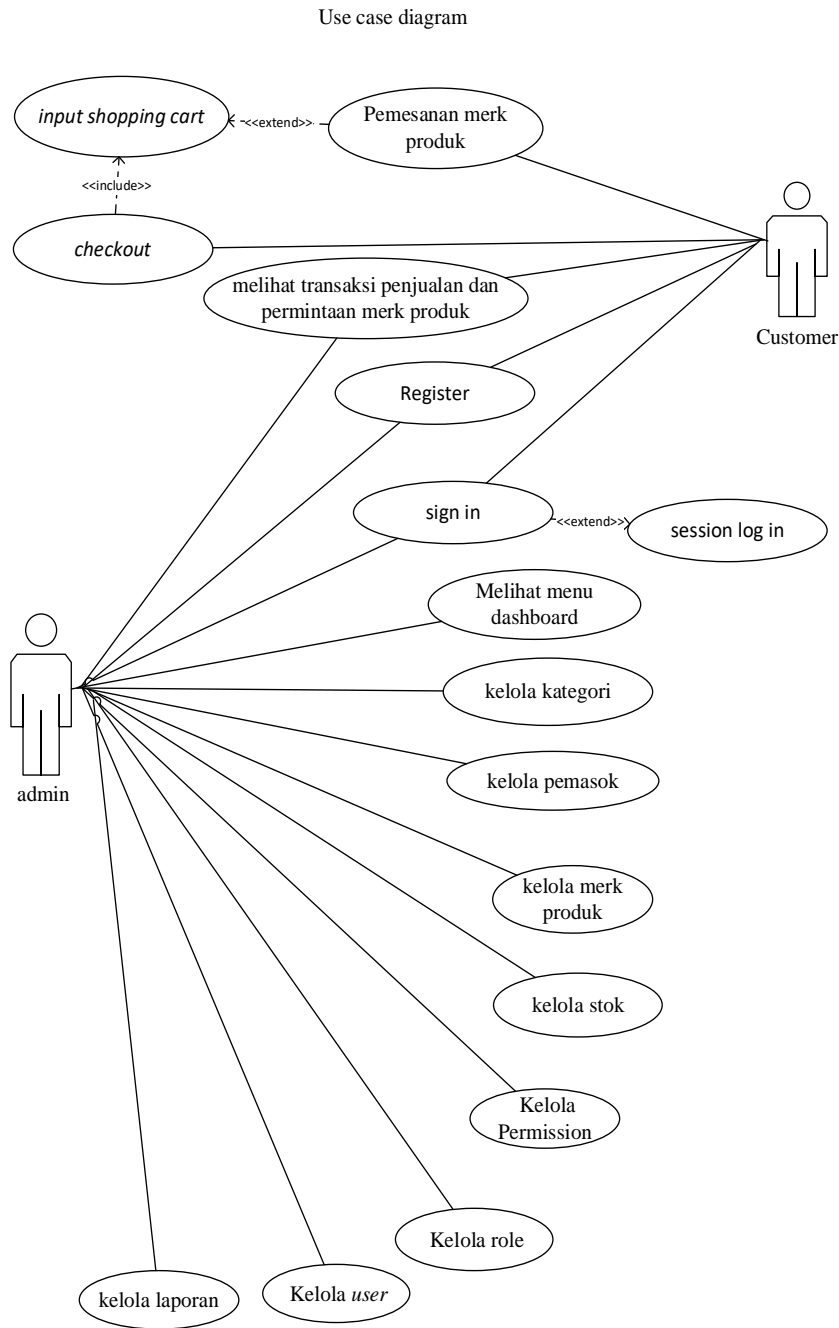 Use case diagram
input shopping cart
<<extend>>
Pemesanan merk
produk
<<include>>
checkout
melihat transaksi penjualan dan
permintaan merk produk
Customer
Register
sign in
<<extend>>
session log in
Melihat menu
dashboard
kelola kategori
admin
kelola pemasok
kelola merk
produk
kelola stok
Kelola
Permission
Kelola role
kelola laporan
Kelola user